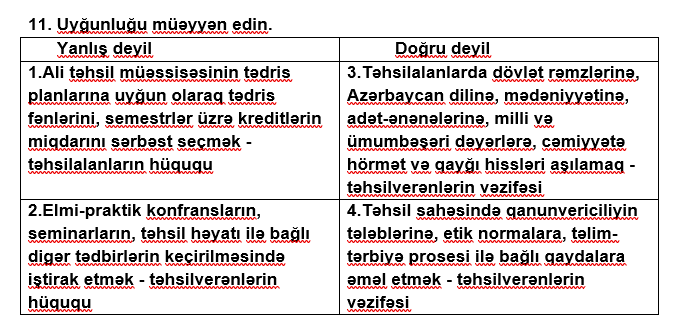 11. Uyğunluğu müəyyən edin.
Yanlış deyil
Doğru deyil
1.Ali təhsil müəssisəsinin tədris
planlarına uyğun olaraq tədris
fənlərini, semestrlər üzrə kreditlərin
miqdarını sərbəst seçmək -
təhsilalanların hüququ
3.Təhsilalanlarda dövlət rəmzlərinə,
Azərbaycan dilinə, mədəniyyətinə,
adət-ənənələrinə, milli və
ümumbəşəri dəyərlərə, cəmiyyətə
hörmət və qayğı hissləri aşılamaq -
təhsilverənlərin vəzifəsi
2.Elmi-praktik konfransların,
seminarların, təhsil həyatı ilə bağlı
digər tədbirlərin keçirilməsində
iştirak etmək - təhsilverənlərin
hüququ
4.Təhsil sahəsində qanunvericiliyin
tələblərinə, etik normalara, təlim-
tərbiyə prosesi ilə bağlı qaydalara
əməl etmək - təhsilverənlərin
vəzifəsi